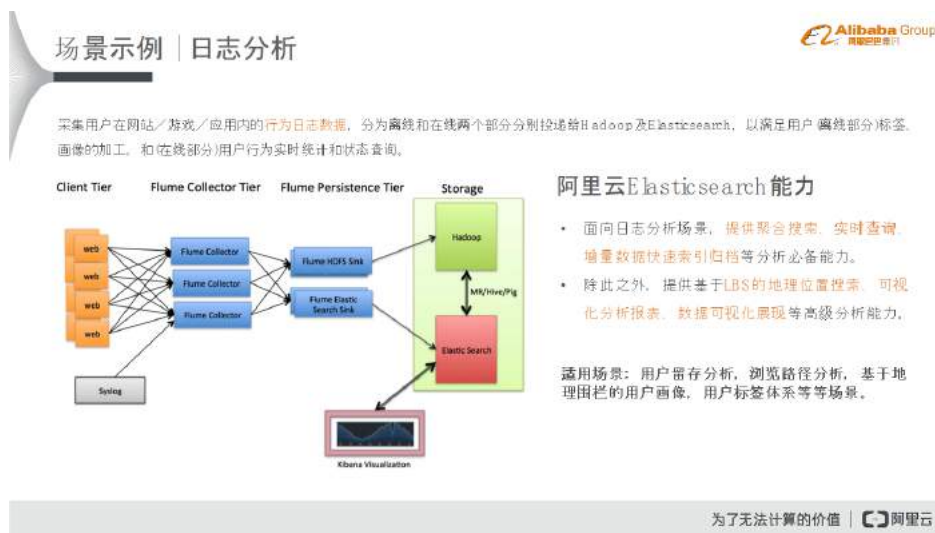 场景示例 | 日志分析
Alibaba Group
阿里巴巴集团
采集用户在网站／游戏／应用内的行为日志数据，分为离线和在线两个部分分别投递给Hadoop及Elasticsearch，以满足用户(离线部分)标签、
画像的加工，和(在线部分)用户行为实时统计和状态查询。
Client Tier
Flume Collector Tier
Flume Persistence Tier
Storage
web
web
web
web
Syslog
Flume Collector
Flume Collector
Flume Collector
Flume HDFS Sink
Flume Elastic
Search Sink
Hadoop
MR/Hive/Pig
Elastic Search
Kibana Visualization
阿里云Elasticsearch能力
• 面向日志分析场景，提供聚合搜索、实时查询、
增量数据快速索引归档等分析必备能力。
• 除此之外，提供基于LBS的地理位置搜索、可视
化分析报表、数据可视化展现等高级分析能力。
适用场景：用户留存分析，浏览路径分析，基于地
理围栏的用户画像，用户标签体系等等场景。
为了无法计算的价值 | 阿里云